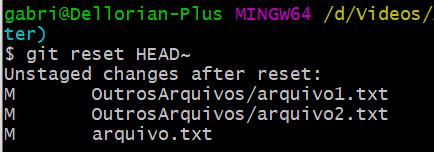 gabri@Dellorian-Plus MINGW64 /d/Videos/
ter)
$ git reset HEAD~
Unstaged changes after reset:
M       OutrosArquivos/arquivo1.txt
M       OutrosArquivos/arquivo2.txt
M       arquivo.txt